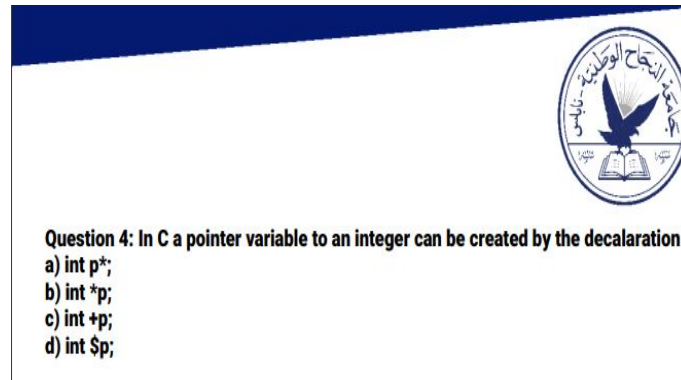 جامعة النجاح الوطنية - نابلس
Question 4: In C a pointer variable to an integer can be created by the decalaration
a) int p*;
b) int *p;
c) int +p;
d) int $p;